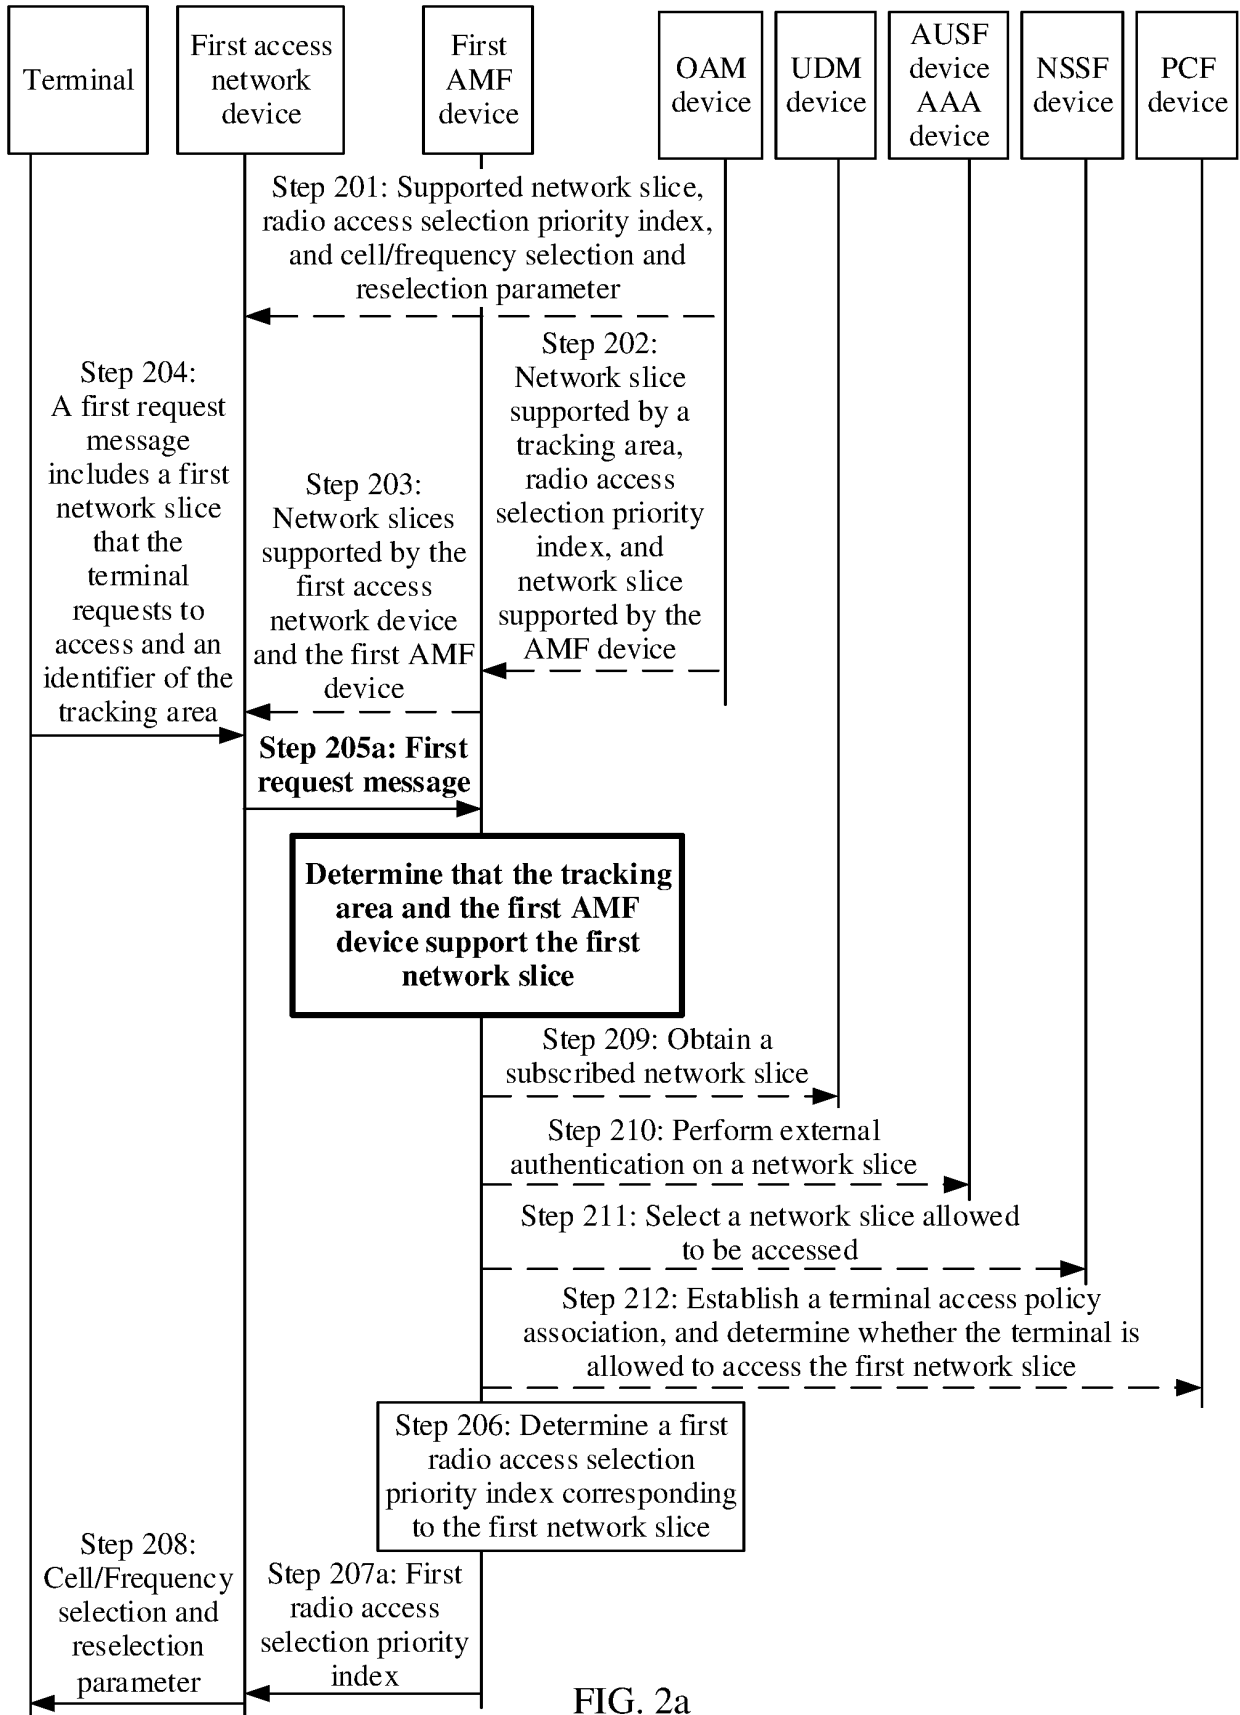 Terminal
First access
network
device
First
AMF
device
OAM
device
UDM
device
AUSF
device
AAA
device
NSSF
device
PCF
device
Step 201: Supported network slice,
radio access selection priority index,
and cell/frequency selection and
reselection parameter
Step 202:
Network slice
supported by a
tracking area,
radio access
selection priority
index, and
network slice
supported by the
AMF device
Step 203:
Network slices
supported by the
first access
network device
and the first AMF
device
Step 204:
A first request
message
includes a first
network slice
that the
terminal
requests to
access and an
identifier of the
tracking area
Step 205a: First
request message
Determine that the tracking
area and the first AMF
device support the first
network slice
Step 209: Obtain a
subscribed network slice
Step 210: Perform external
authentication on a network slice
Step 211: Select a network slice allowed
to be accessed
Step 212: Establish a terminal access policy
association, and determine whether the terminal is
allowed to access the first network slice
Step 206: Determine a first
radio access selection
priority index corresponding
to the first network slice
Step 207a: First
radio access
selection priority
index
Step 208:
Cell/Frequency
selection and
reselection
parameter
FIG. 2a